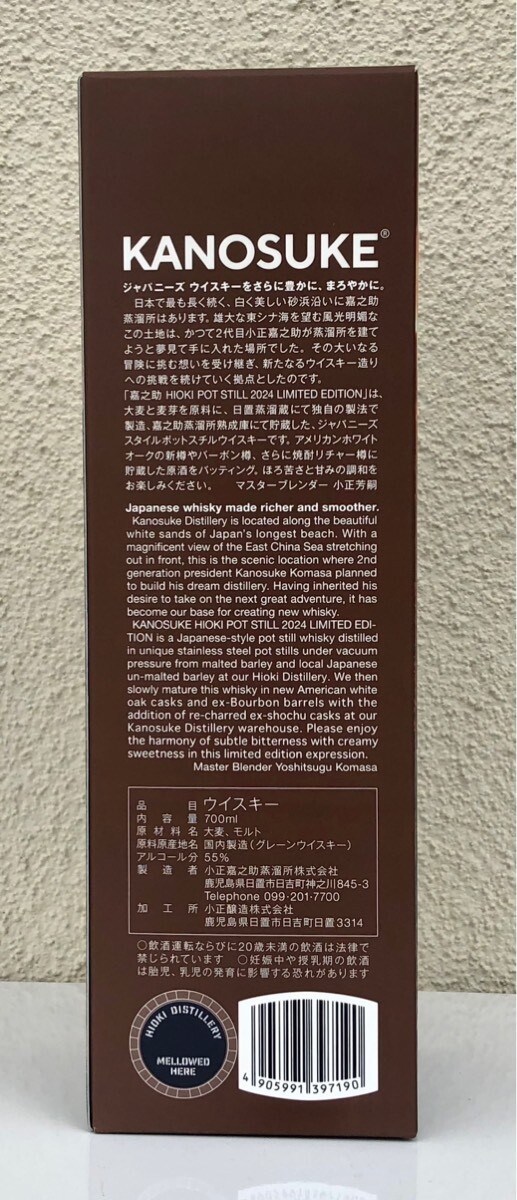 KANOSUKE®
ジャパニーズ ウイスキーをさらに豊かに、まろやかに。
日本で最も長く続く、白く美しい砂浜沿いに嘉之助
蒸溜所はあります。雄大な東シナ海を望む風光明媚な
この土地は、かつて2代目小正嘉之助が蒸溜所を建て
ようと夢見て手に入れた場所でした。その大いなる
冒険に挑む想いを受け継ぎ、新たなるウイスキー造り
への挑戦を続けていく拠点としたのです。
「嘉之助 HIOKI POT STILL 2024 LIMITED EDITION」は、
大麦と麦芽を原料に、日置蒸溜蔵にて独自の製法で
製造、嘉之助蒸溜所熟成庫にて貯蔵した、ジャパニーズ
スタイルポットスチルウイスキーです。アメリカンホワイト
オークの新樽やバーボン樽、さらに焼酎リチャー樽に
貯蔵した原酒をバッティング。ほろ苦さと甘みの調和を
お楽しみください。 マスターブレンダー 小正芳嗣
Japanese whisky made richer and smoother.
Kanosuke Distillery is located along the beautiful
white sands of Japan's longest beach. With a
magnificent view of the East China Sea stretching
out in front, this is the scenic location where 2nd
generation president Kanosuke Komasa planned
to build his dream distillery. Having inherited his
desire to take on the next great adventure, it has
become our base for creating new whisky.
KANOSUKE HIOKI POT STILL 2024 LIMITED EDI-
TION is a Japanese-style pot still whisky distilled
in unique stainless steel pot stills under vacuum
pressure from malted barley and local Japanese
un-malted barley at our Hioki Distillery. We then
slowly mature this whisky in new American white
oak casks and ex-Bourbon barrels with the
addition of re-charred ex-shochu casks at our
Kanosuke Distillery warehouse. Please enjoy
the harmony of subtle bitterness with creamy
sweetness in this limited edition expression.
Master Blender Yoshitsugu Komasa
品目 ウイスキー
内容量 700ml
原材料名 大麦、モルト
原料原産地名 国内製造(グレーンウイスキー)
アルコール分 55%
製造者 小正嘉之助蒸溜所株式会社
鹿児島県日置市日吉町神之川845-3
Telephone 099・201・7700
加工所 小正醸造株式会社
鹿児島県日置市日吉町日置3314
○飲酒運転ならびに20歳未満の飲酒は法律で
禁じられています ○妊娠中や授乳期の飲酒
は胎児、乳児の発育に影響する恐れがあります
HIOKI DISTILLERY
MELLOWED
HERE
4 905991 397190